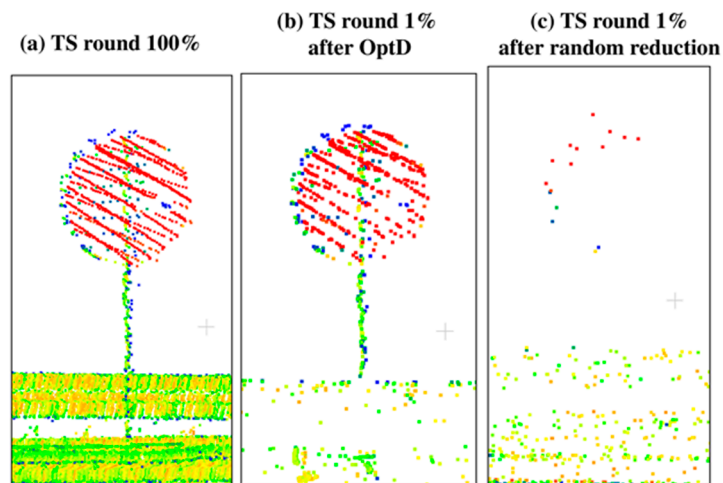 (a) TS round 100%
(b) TS round 1%
after OptD
(c) TS round 1%
after random reduction